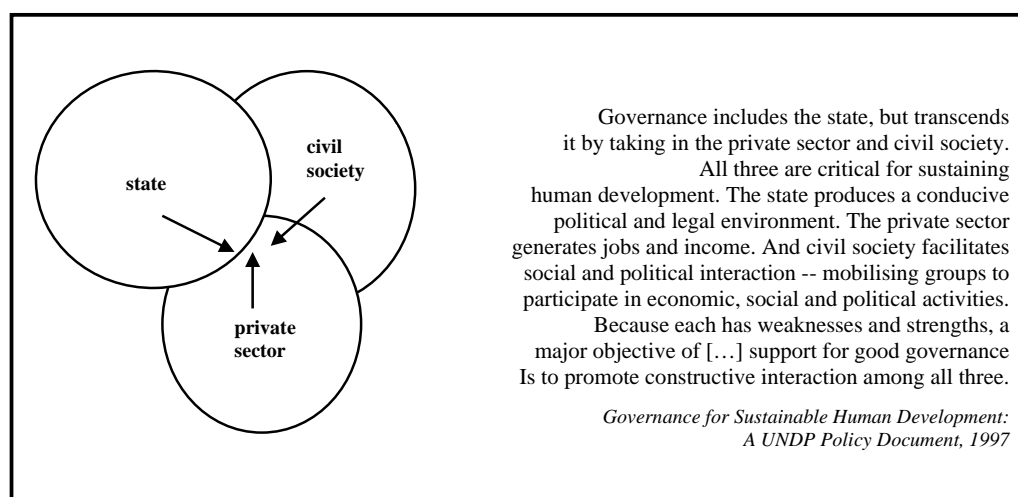 civil
society
state
private
sector
Governance includes the state, but transcends
it by taking in the private sector and civil society.
All three are critical for sustaining
human development. The state produces a conducive
political and legal environment. The private sector
generates jobs and income. And civil society facilitates
social and political interaction -- mobilising groups to
participate in economic, social and political activities.
Because each has weaknesses and strengths, a
major objective of […] support for good governance
Is to promote constructive interaction among all three.
Governance for Sustainable Human Development:
A UNDP Policy Document, 1997